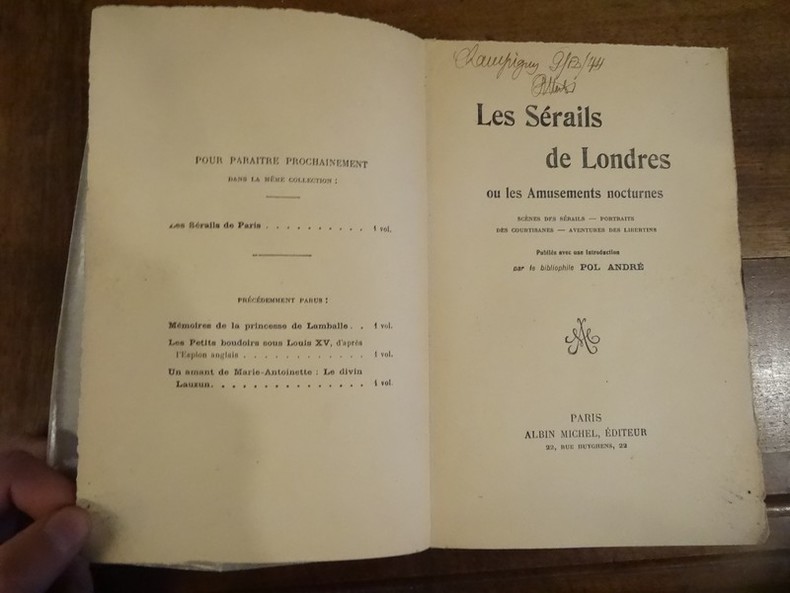 POUR PARAITRE PROCHAINEMENT
DANS LA MÊME COLLECTION :
Les Sérails de Paris . . . . . . . . . . 1 vol.
PRÉCÉDEMMENT PARUS :
Mémoires de la princesse de Lamballe. . 1 vol.
Les Petits boudoirs sous Louis XV, d'après
l'Espion anglais . . . . . . . . . . . . 1 vol.
Un amant de Marie-Antoinette : Le divin
Lauzun. . . . . . . . . . . . . . . . 1 vol.
Champigny 9/12/44
Les Sérails
de Londres
ou les Amusements nocturnes
SCÈNES DES SÉRAILS — PORTRAITS
DES COURTISANES — AVENTURES DES LIBERTINS
Publiés avec une Introduction
par le bibliophile POL ANDRÉ
PARIS
ALBIN MICHEL, ÉDITEUR
22, RUE HUYGHENS, 22